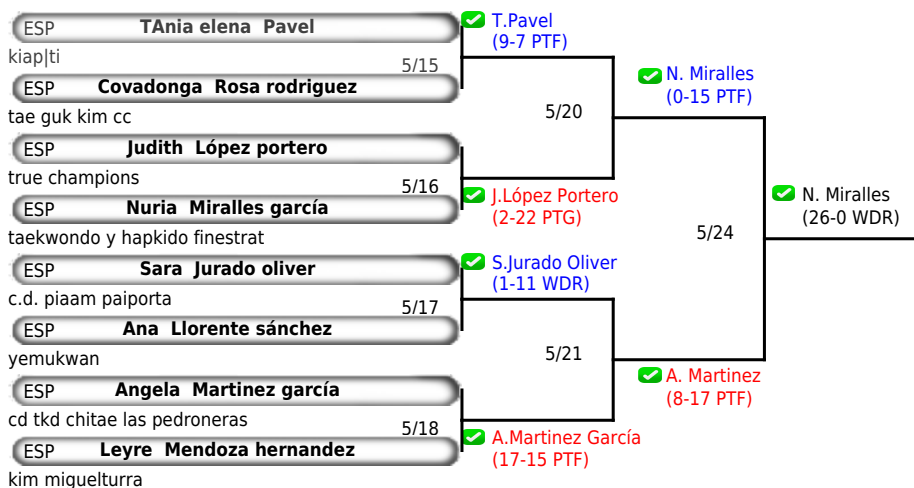 ESP TAnia elena Pavel
kiap|ti
5/15
ESP Covadonga Rosa rodriguez
tae guk kim cc
ESP Judith López portero
true champions
5/16
ESP Nuria Miralles garcía
taekwondo y hapkido finestrat
ESP Sara Jurado oliver
c.d. piaam paiporta
5/17
ESP Ana Llorente sánchez
yemukwan
ESP Angela Martinez garcía
cd tkd chitae las pedroneras
5/18
ESP Leyre Mendoza hernandez
kim miguelturra
T.Pavel
(9-7 PTF)
5/20
J.López Portero
(2-22 PTG)
S.Jurado Oliver
(1-11 WDR)
5/21
A.Martinez García
(17-15 PTF)
N. Miralles
(0-15 PTF)
5/24
A. Martinez
(8-17 PTF)
N. Miralles
(26-0 WDR)